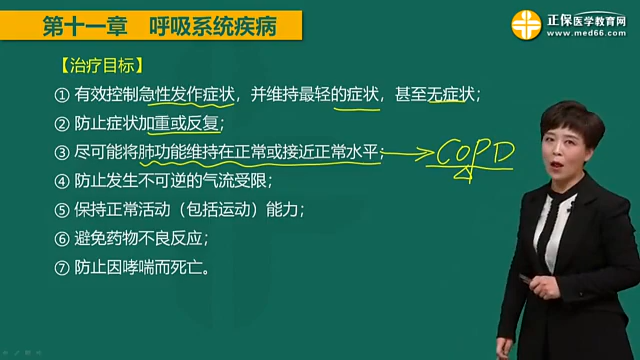 第十一章 呼吸系统疾病
正保医学教育网
www.med66.com
【治疗目标】
① 有效控制急性发作症状，并维持最轻的症状，甚至无症状；
② 防止症状加重或反复；
③ 尽可能将肺功能维持在正常或接近正常水平；
COPD
④ 防止发生不可逆的气流受限；
⑤ 保持正常活动（包括运动）能力；
⑥ 避免药物不良反应；
⑦ 防止因哮喘而死亡。